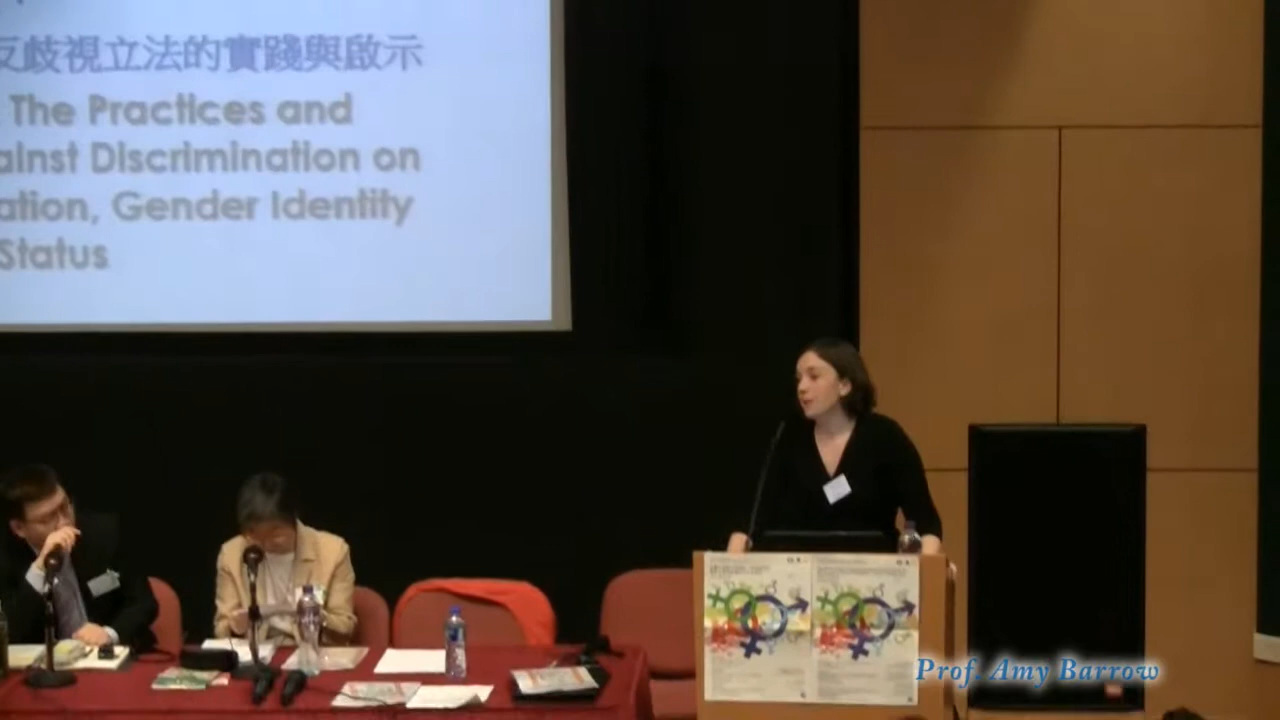 反歧視立法的實踐與啟示
The Practices and
ainst Discrimination on
ation, Gender Identity
Status
Prof. Amy Barrow